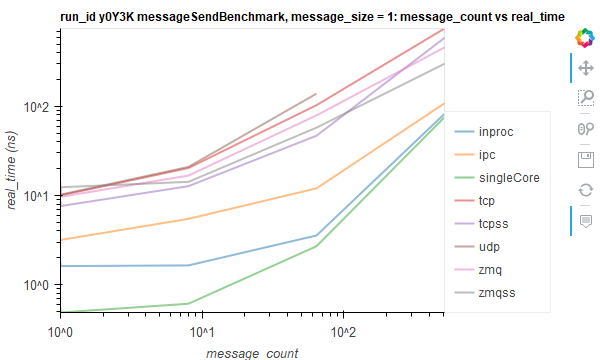 run_id y0Y3K messageSendBenchmark, message_size = 1: message_count vs real_time
real_time (ns)
10^2
10^1
10^0
10^0
10^1
10^2
message_count
inproc
ipc
singleCore
tcp
tcpss
udp
zmq
zmqss